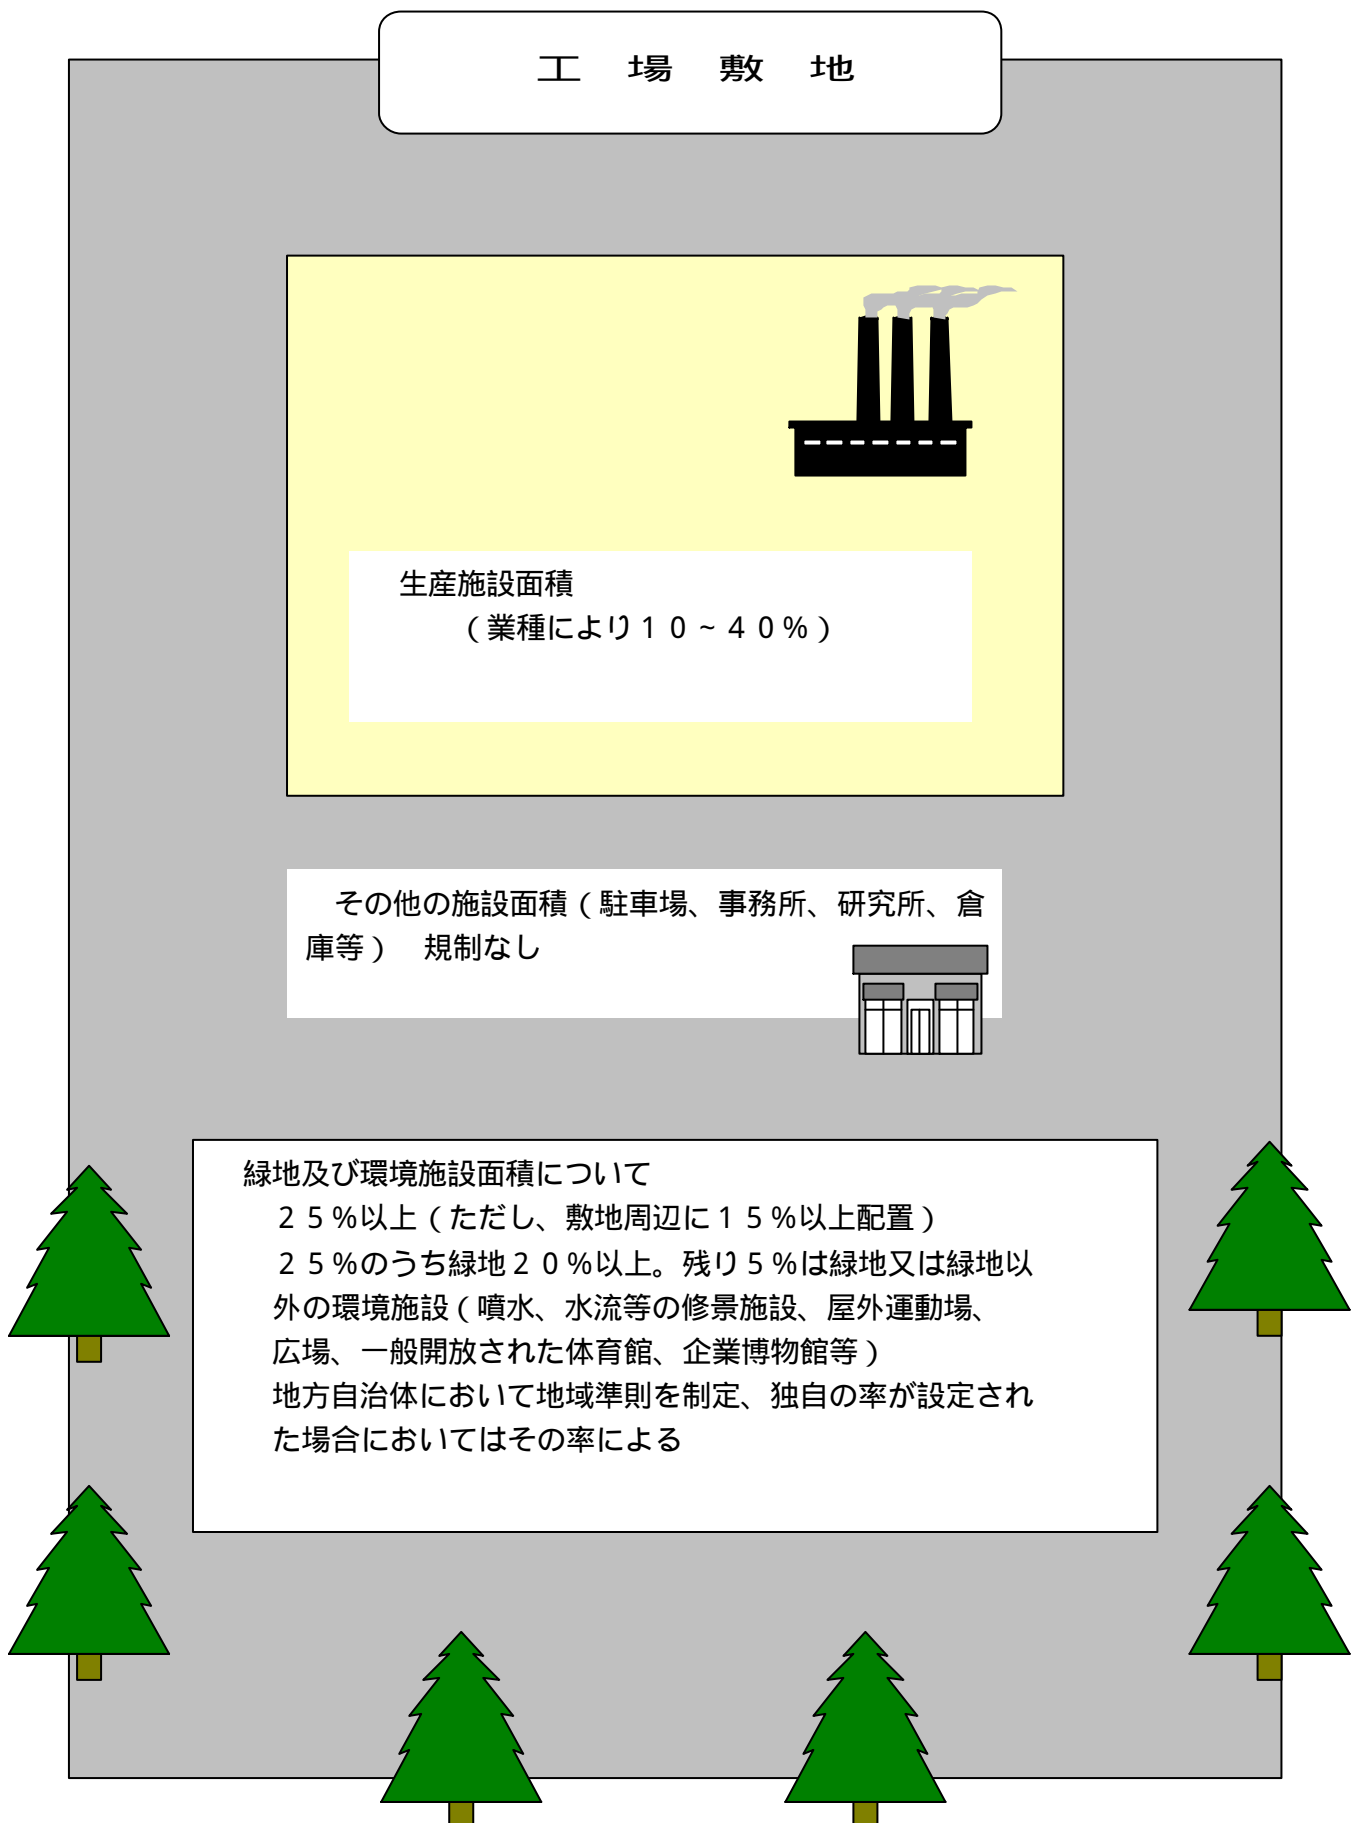 工 場 敷 地
生産施設面積
(業種により10~40%)
その他の施設面積(駐車場、事務所、研究所、倉
庫等) 規制なし
緑地及び環境施設面積について
25%以上(ただし、敷地周辺に15%以上配置)
25%のうち緑地20%以上。残り5%は緑地又は緑地以
外の環境施設(噴水、水流等の修景施設、屋外運動場、
広場、一般開放された体育館、企業博物館等)
地方自治体において地域準則を制定、独自の率が設定され
た場合においてはその率による